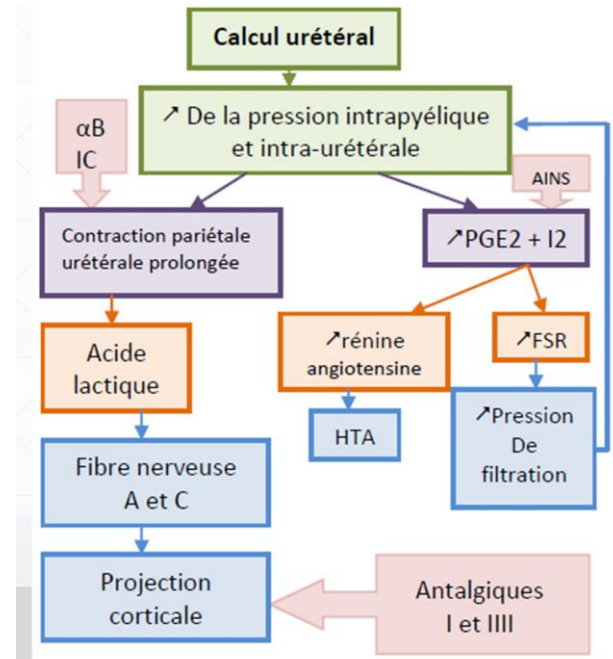 Calcul urétéral
↗ De la pression intrapyélique
et intra-urétérale
αB
IC
AINS
Contraction pariétale
urétérale prolongée
↗PGE2 + I2
Acide
lactique
↗rénine
angiotensine
↗FSR
HTA
↗Pression
De
filtration
Fibre nerveuse
A et C
Projection
corticale
Antalgiques
I et IIII